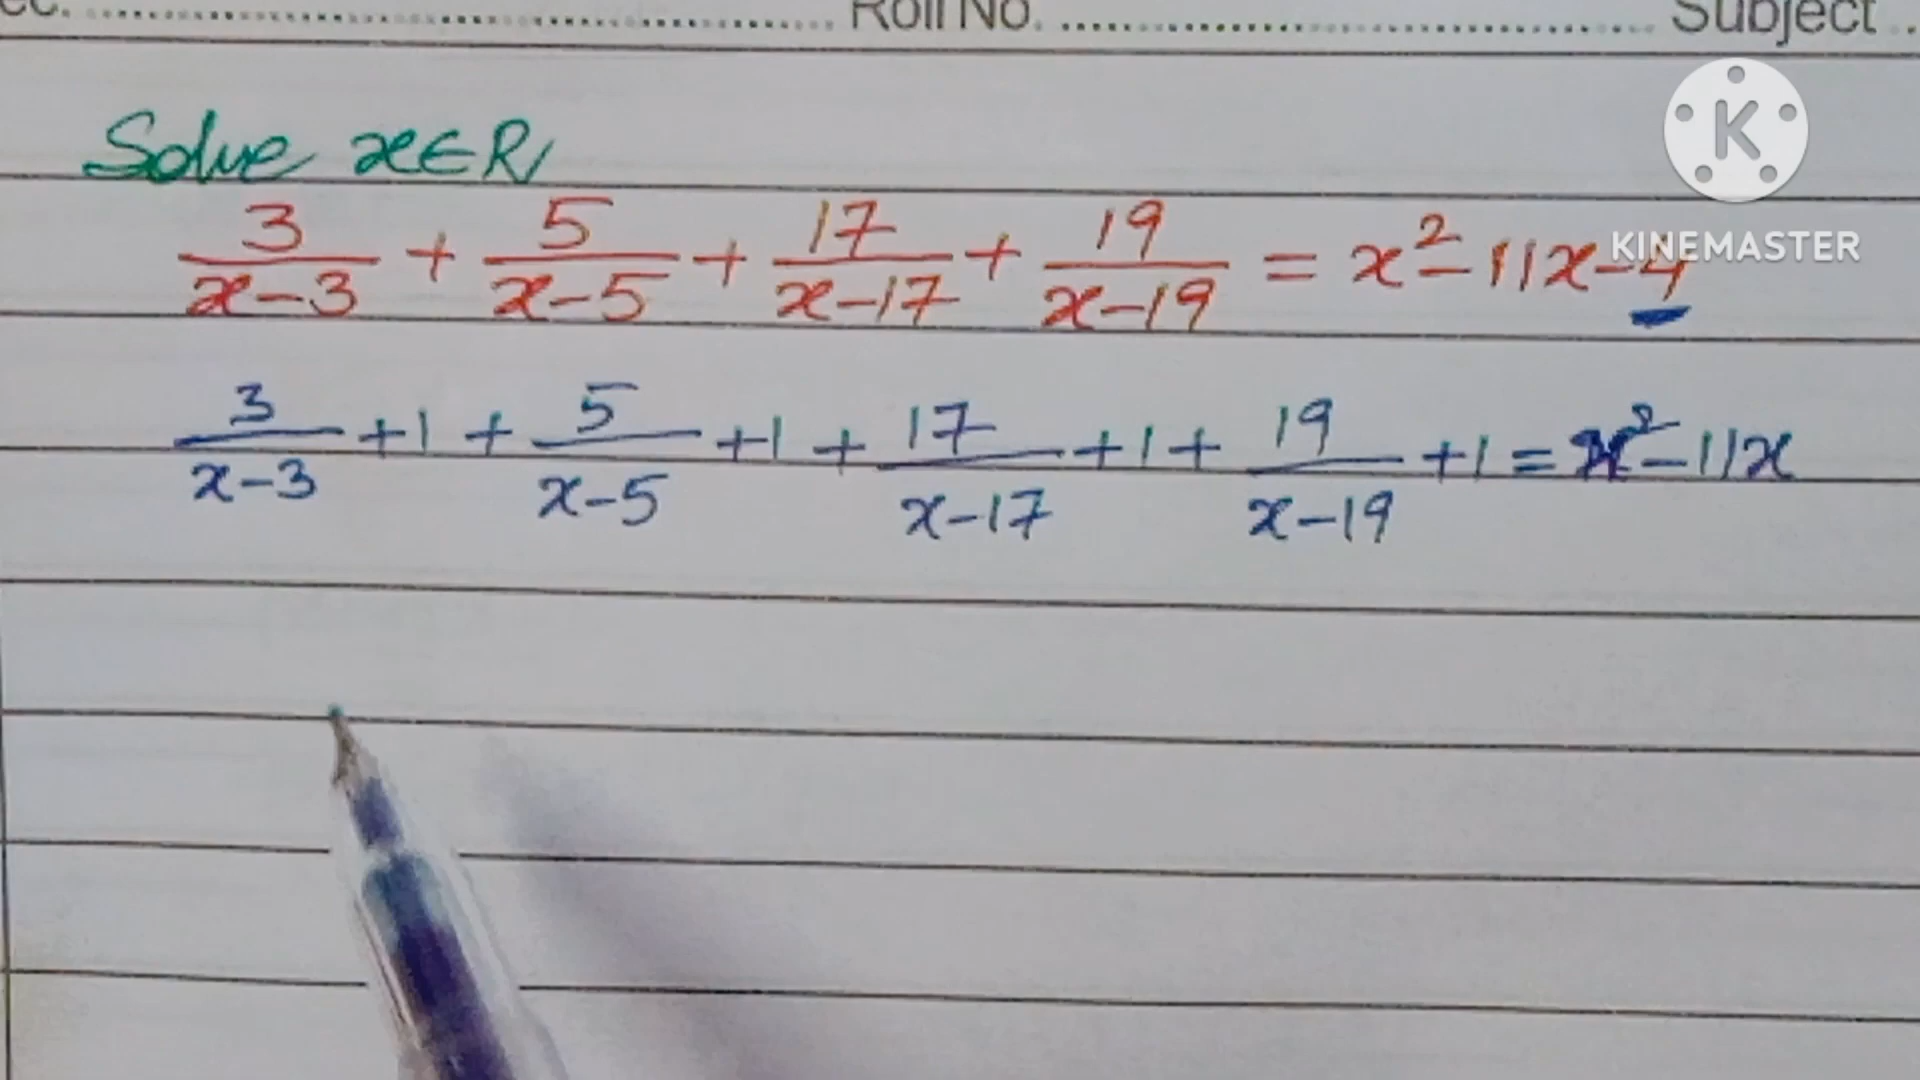 ec. .......... Roll No. .......... Subject ..
K
Solve x∈R
3/(x-3) + 5/(x-5) + 17/(x-17) + 19/(x-19) = x²-11x-4
KINEMASTER
3/(x-3) +1 + 5/(x-5) +1 + 17/(x-17) +1 + 19/(x-19) +1 = x²-11x